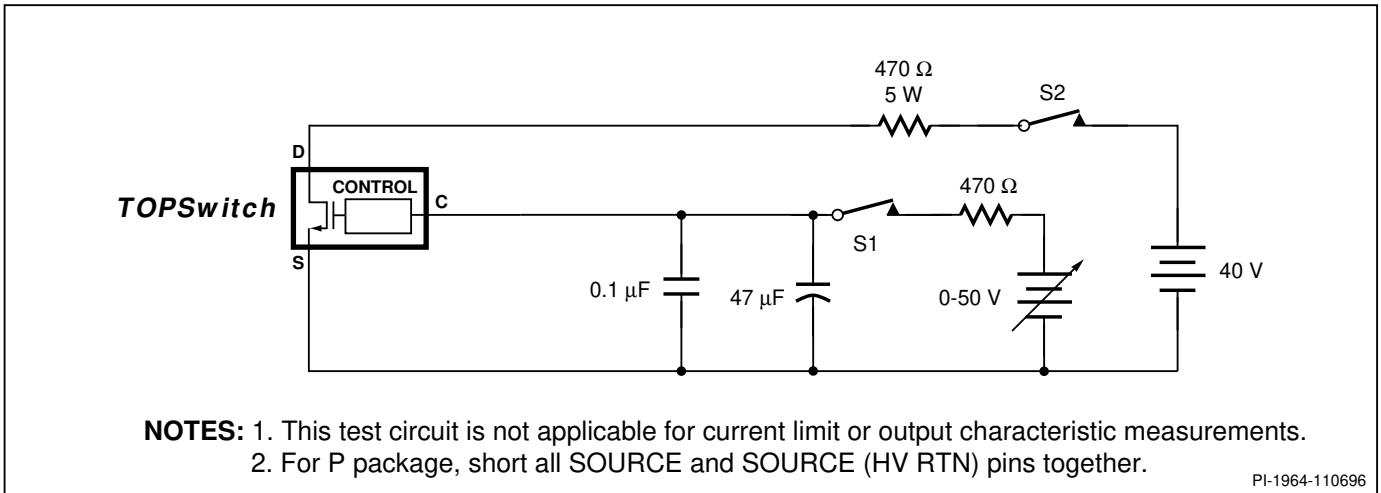 470 Ω
5 W
S2
D
CONTROL
C
TOPSwitch
470 Ω
S1
S
0.1 µF
47 µF
0-50 V
40 V
NOTES: 1. This test circuit is not applicable for current limit or output characteristic measurements.
2. For P package, short all SOURCE and SOURCE (HV RTN) pins together.
PI-1964-110696